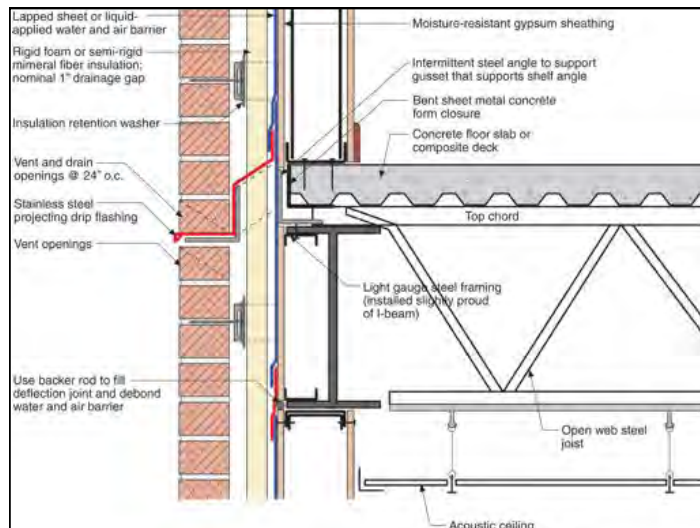 Lapped sheet or liquid-
applied water and air barrier
Rigid foam or semi-rigid
mimeral fiber insulation;
nominal 1" drainage gap
Insulation retention washer
Vent and drain
openings @ 24" o.c.
Stainless steel
projecting drip flashing
Vent openings
Use backer rod to fill
deflection joint and debond
water and air barrier
Moisture-resistant gypsum sheathing
Intermittent steel angle to support
gusset that supports shelf angle
Bent sheet metal concrete
form closure
Concrete floor slab or
composite deck
Top chord
Light gauge steel framing
(installed slightly proud
of I-beam)
Open web steel
joist
Acoustic ceiling